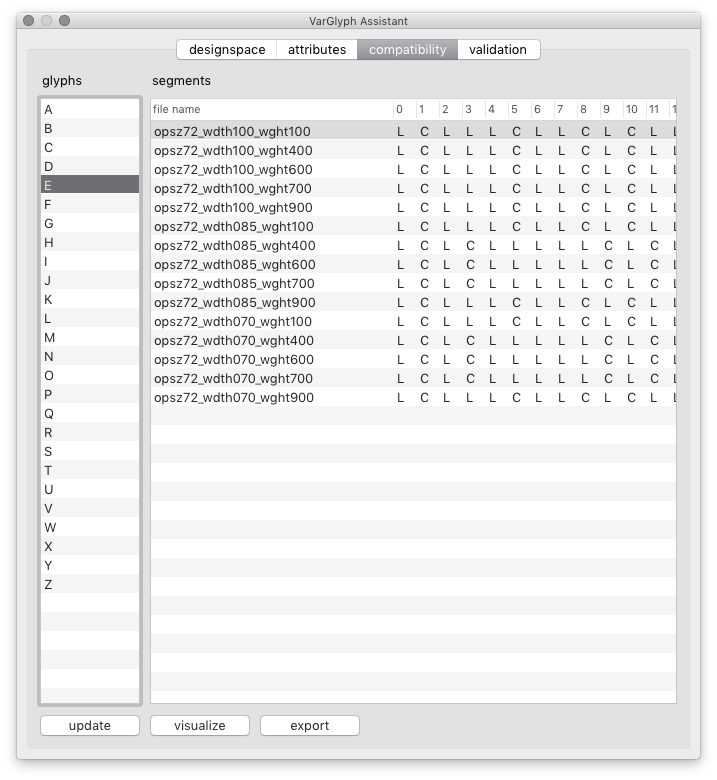 VarGlyph Assistant
designspace attributes compatibility validation
glyphs
segments
A
B
C
D
E
F
G
H
I
J
K
L
M
N
O
P
Q
R
S
T
U
V
W
X
Y
Z
file name 0 1 2 3 4 5 6 7 8 9 10 11
opsz72_wdth100_wght100 L C L L L C L L C L C L
opsz72_wdth100_wght400 L C L L L C L L C L C L
opsz72_wdth100_wght600 L C L L L C L L C L C L
opsz72_wdth100_wght700 L C L L L C L L C L C L
opsz72_wdth100_wght900 L C L L L C L L C L C L
opsz72_wdth085_wght100 L C L L L C L L C L C L
opsz72_wdth085_wght400 L C L C L L L L L C L C
opsz72_wdth085_wght600 L C L C L L L L L C L C
opsz72_wdth085_wght700 L C L C L L L L L C L C
opsz72_wdth085_wght900 L C L L L C L L C L C L
opsz72_wdth070_wght100 L C L L L C L L C L C L
opsz72_wdth070_wght400 L C L C L L L L L C L C
opsz72_wdth070_wght600 L C L C L L L L L C L C
opsz72_wdth070_wght700 L C L C L L L L L C L C
opsz72_wdth070_wght900 L C L L L C L L C L C L
update visualize export